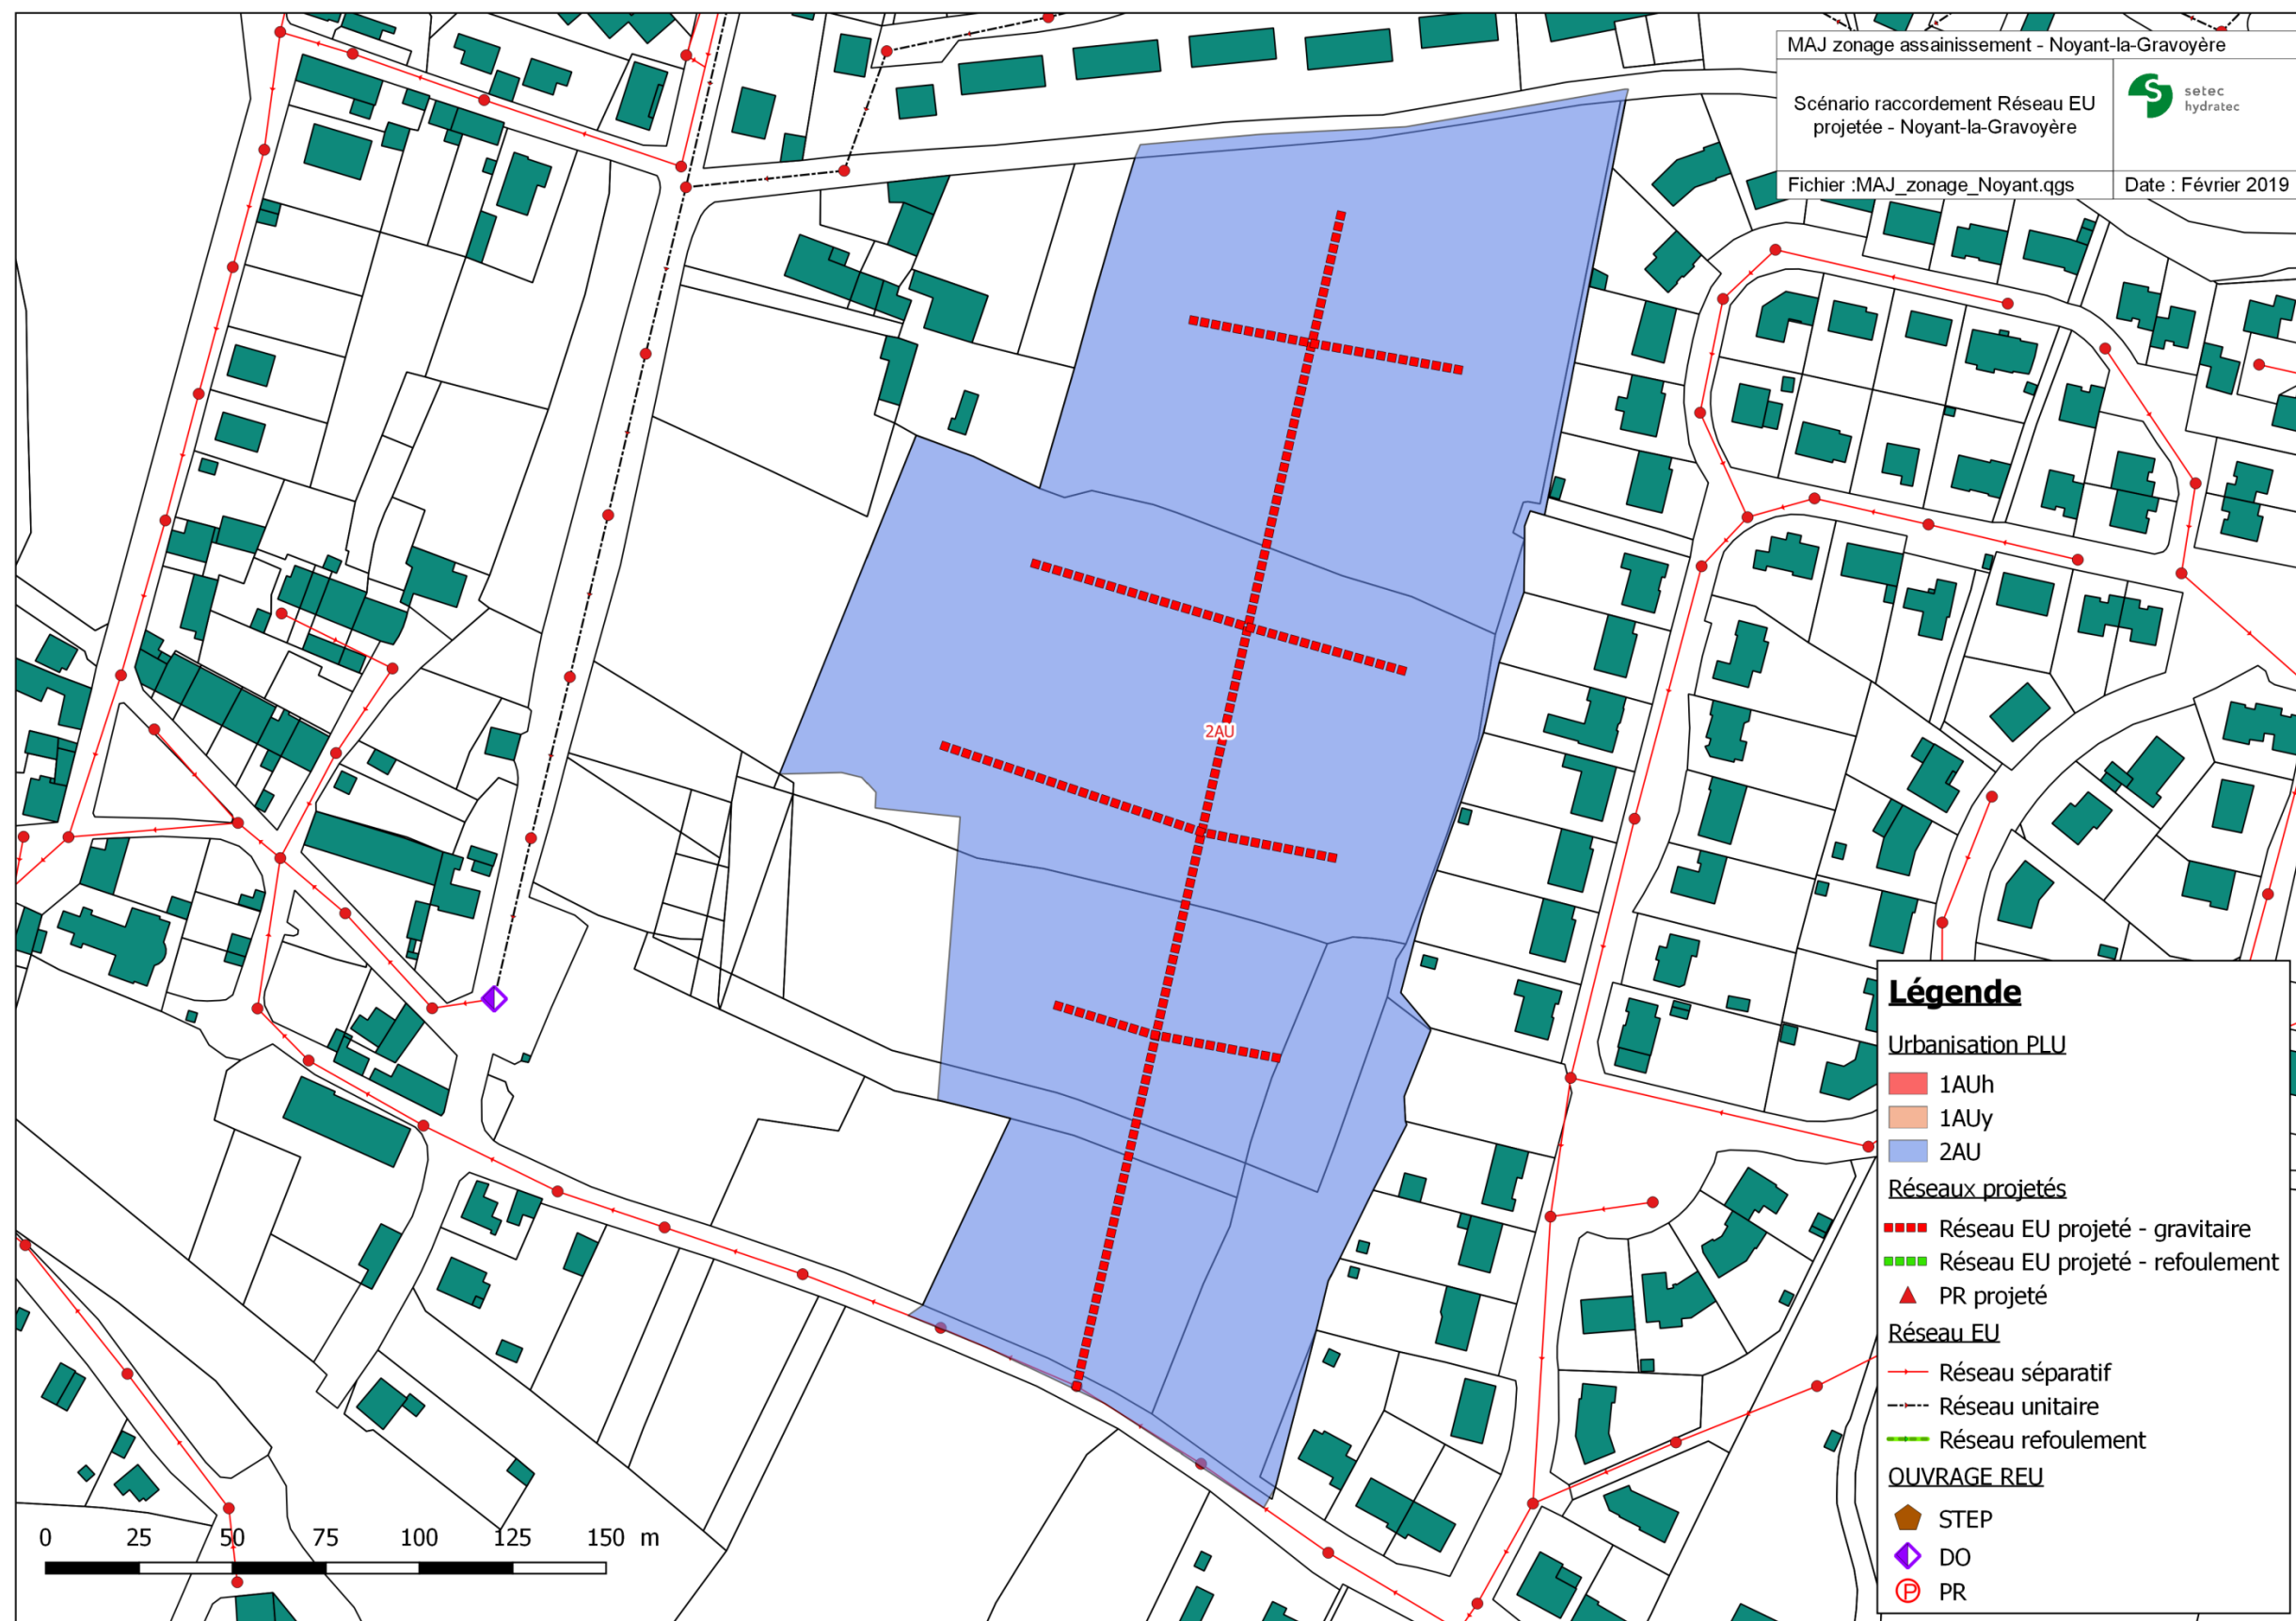 MAJ zonage assainissement - Noyant-la-Gravoyère
Scénario raccordement Réseau EU
projetée - Noyant-la-Gravoyère
setec
hydratec
Fichier :MAJ_zonage_Noyant.qgs
Date : Février 2019
2AU
Légende
Urbanisation PLU
1AUh
1AUy
2AU
Réseaux projetés
Réseau EU projeté - gravitaire
Réseau EU projeté - refoulement
PR projeté
Réseau EU
Réseau séparatif
Réseau unitaire
Réseau refoulement
OUVRAGE REU
STEP
DO
P PR
0 25 50 75 100 125 150 m